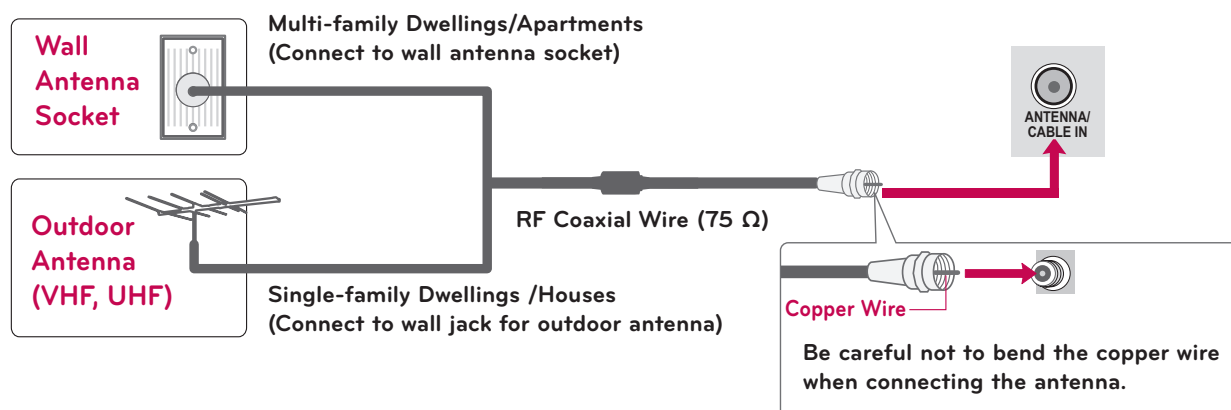 Wall
Antenna
Socket
Multi-family Dwellings/Apartments
(Connect to wall antenna socket)
ANTENNA/
CABLE IN
RF Coaxial Wire (75 Ω)
Outdoor
Antenna
(VHF, UHF)
Single-family Dwellings /Houses
(Connect to wall jack for outdoor antenna)
Copper Wire
Be careful not to bend the copper wire
when connecting the antenna.